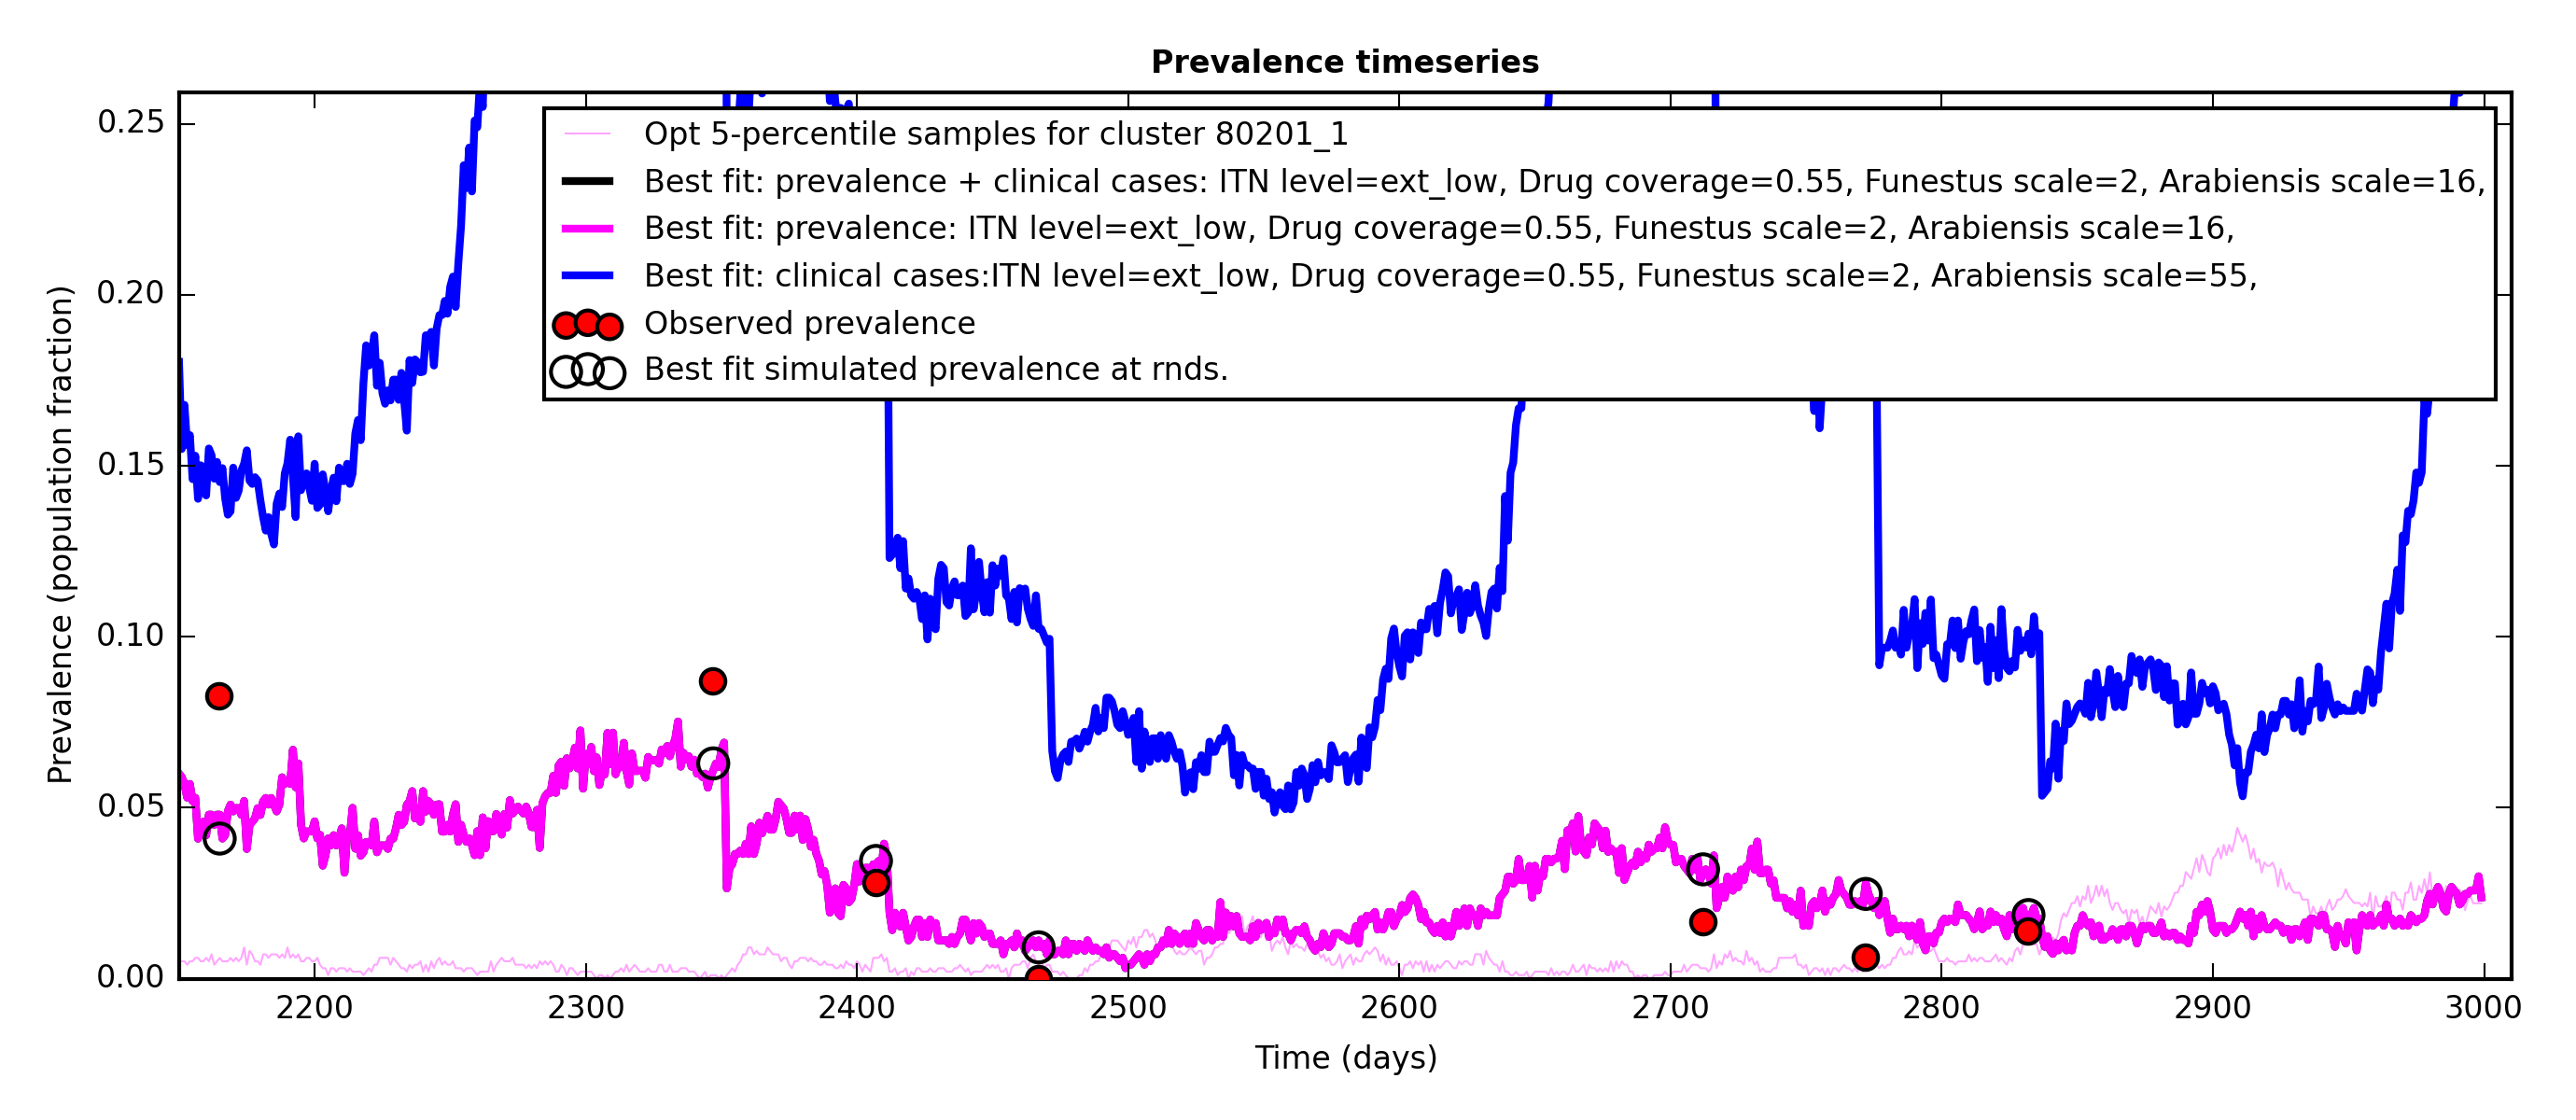 Prevalence timeseries
Prevalence (population fraction)
0.25
0.20
0.15
0.10
0.05
0.00
Opt 5-percentile samples for cluster 80201_1
Best fit: prevalence + clinical cases: ITN level=ext_low, Drug coverage=0.55, Funestus scale=2, Arabiensis scale=16,
Best fit: prevalence: ITN level=ext_low, Drug coverage=0.55, Funestus scale=2, Arabiensis scale=16,
Best fit: clinical cases:ITN level=ext_low, Drug coverage=0.55, Funestus scale=2, Arabiensis scale=55,
Observed prevalence
Best fit simulated prevalence at rnds.
2200 2300 2400 2500 2600 2700 2800 2900 3000
Time (days)